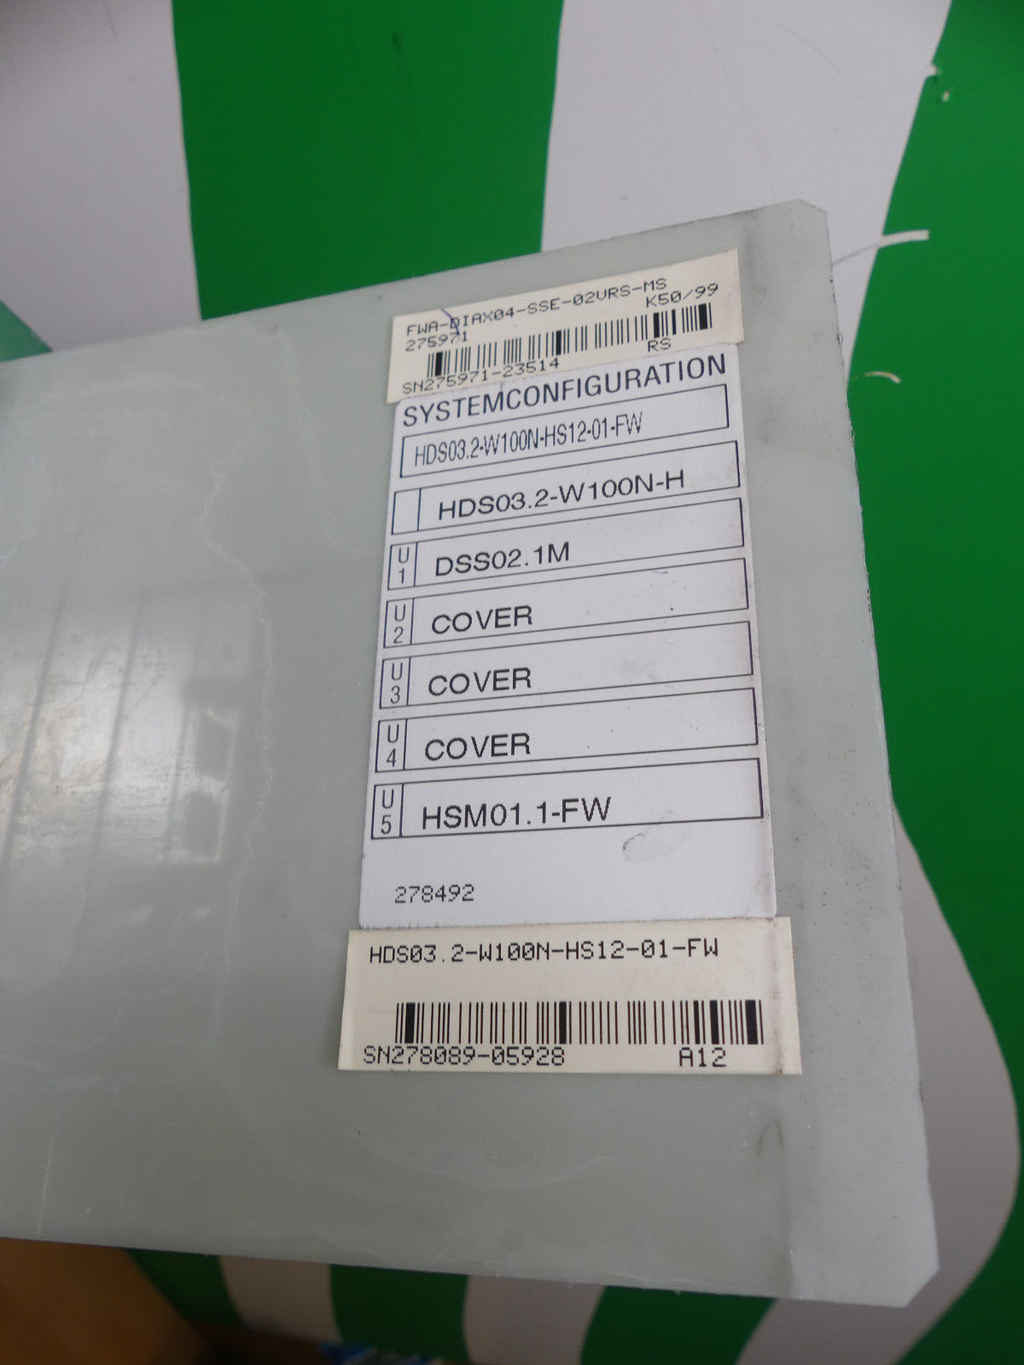 FWA-DIAX04-SSE-02VRS-MS
275971 K50/99
SN275971-23514 RS
SYSTEMCONFIGURATION
HDS03.2-W100N-HS12-01-FW
HDS03.2-W100N-H
U1 DSS02.1M
U2 COVER
U3 COVER
U4 COVER
U5 HSM01.1-FW
278492
HDS03.2-W100N-HS12-01-FW
SN278089-05928 A12